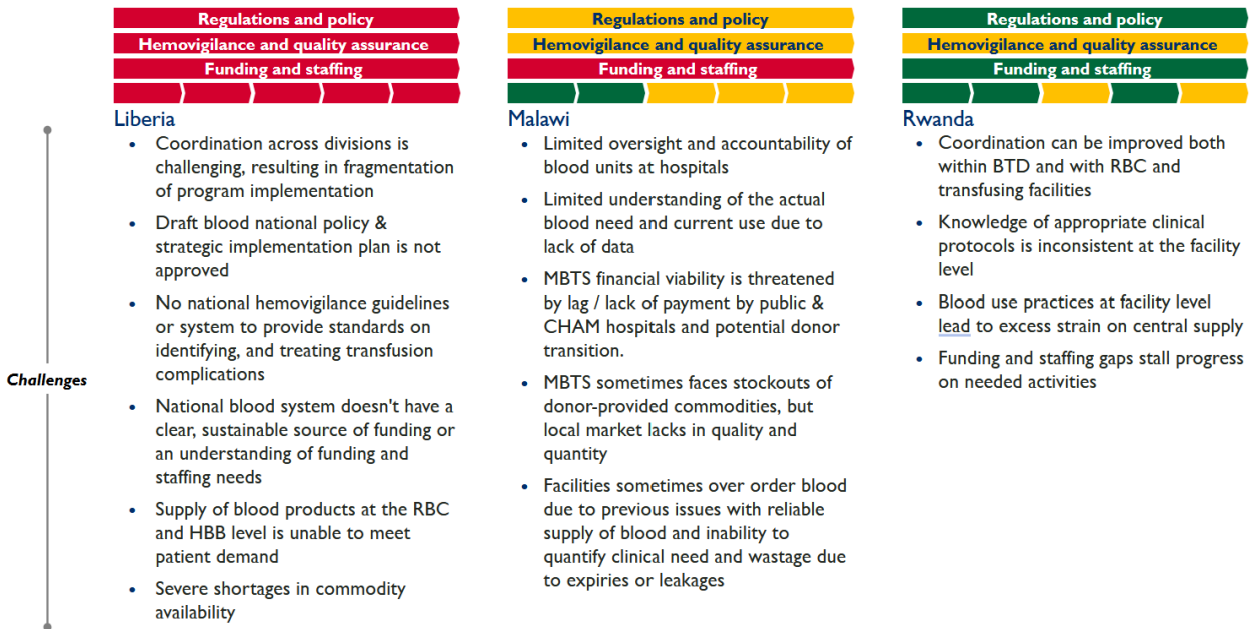 Regulations and policy
Hemovigilance and quality assurance
Funding and staffing
Liberia
• Coordination across divisions is
challenging, resulting in fragmentation
of program implementation
• Draft blood national policy &
strategic implementation plan is not
approved
• No national hemovigilance guidelines
or system to provide standards on
identifying, and treating transfusion
complications
• National blood system doesn't have a
clear, sustainable source of funding or
an understanding of funding and
staffing needs
• Supply of blood products at the RBC
and HBB level is unable to meet
patient demand
• Severe shortages in commodity
availability
Regulations and policy
Hemovigilance and quality assurance
Funding and staffing
Malawi
• Limited oversight and accountability of
blood units at hospitals
• Limited understanding of the actual
blood need and current use due to
lack of data
• MBTS financial viability is threatened
by lag / lack of payment by public &
CHAM hospitals and potential donor
transition.
• MBTS sometimes faces stockouts of
donor-provided commodities, but
local market lacks in quality and
quantity
• Facilities sometimes over order blood
due to previous issues with reliable
supply of blood and inability to
quantify clinical need and wastage due
to expiries or leakages
Regulations and policy
Hemovigilance and quality assurance
Funding and staffing
Rwanda
• Coordination can be improved both
within BTD and with RBC and
transfusing facilities
• Knowledge of appropriate clinical
protocols is inconsistent at the facility
level
• Blood use practices at facility level
lead to excess strain on central supply
• Funding and staffing gaps stall progress
on needed activities
Challenges